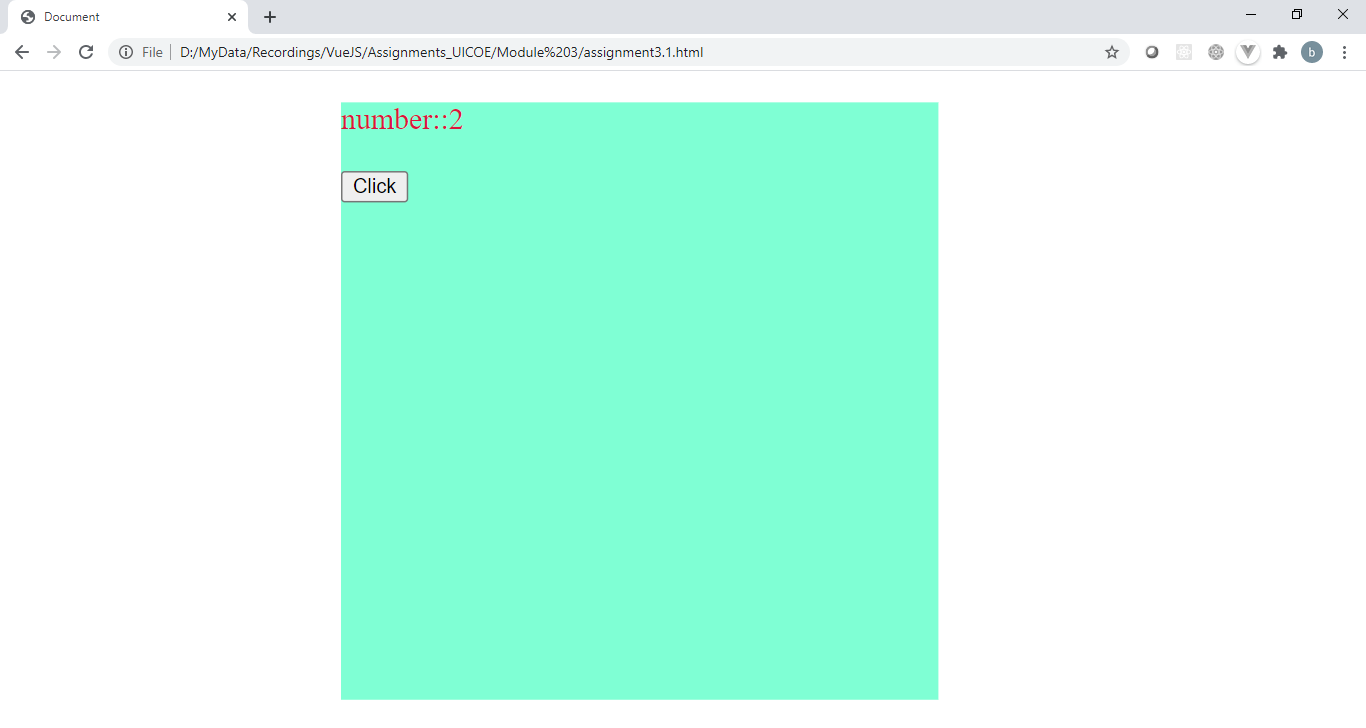 Document
File
D:/MyData/Recordings/VueJS/Assignments_UICOE/Module%203/assignment3.1.html
b
number::2
Click